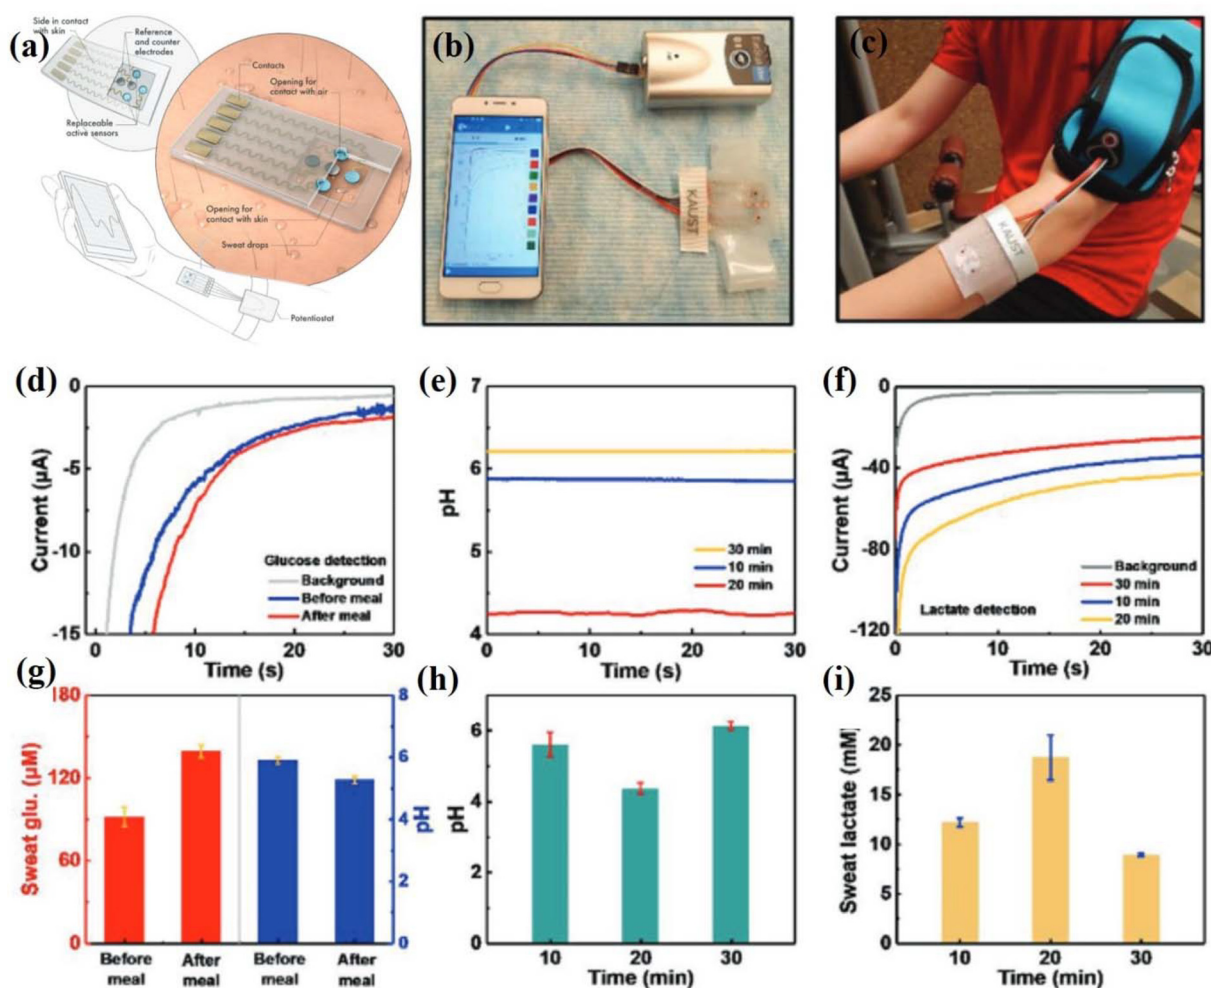 (a)
Side in contact
with skin
Reference
and counter
electrodes
Replaceable
active sensors
Contacts
Opening for
contact with air
Opening for
contact with skin
Sweat drops
Potentiostat
(b)
KAUST
(c)
KAUST
(d)
0
-5
-10
-15
Current (µA)
Glucose detection
Background
Before meal
After meal
0 10 20 30
Time (s)
(e)
7
6
5
4
pH
30 min
10 min
20 min
0 10 20 30
Time (s)
(f)
0
-40
-80
-120
Current (µA)
Background
30 min
10 min
20 min
Lactate detection
0 10 20 30
Time (s)
(g)
180
120
60
0
Sweat glu. (µM)
8
6
4
2
0
pH
Before
meal
After
meal
Before
meal
After
meal
(h)
6
4
2
0
pH
10 20 30
Time (min)
(i)
25
20
15
10
5
0
Sweat lactate (mM)
10 20 30
Time (min)